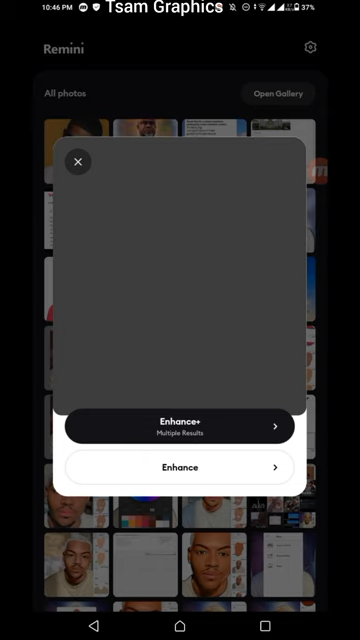 10:46 PM
Tsam Graphics
37%
Remini
All photos
Open Gallery
Enhance+
Multiple Results
Enhance